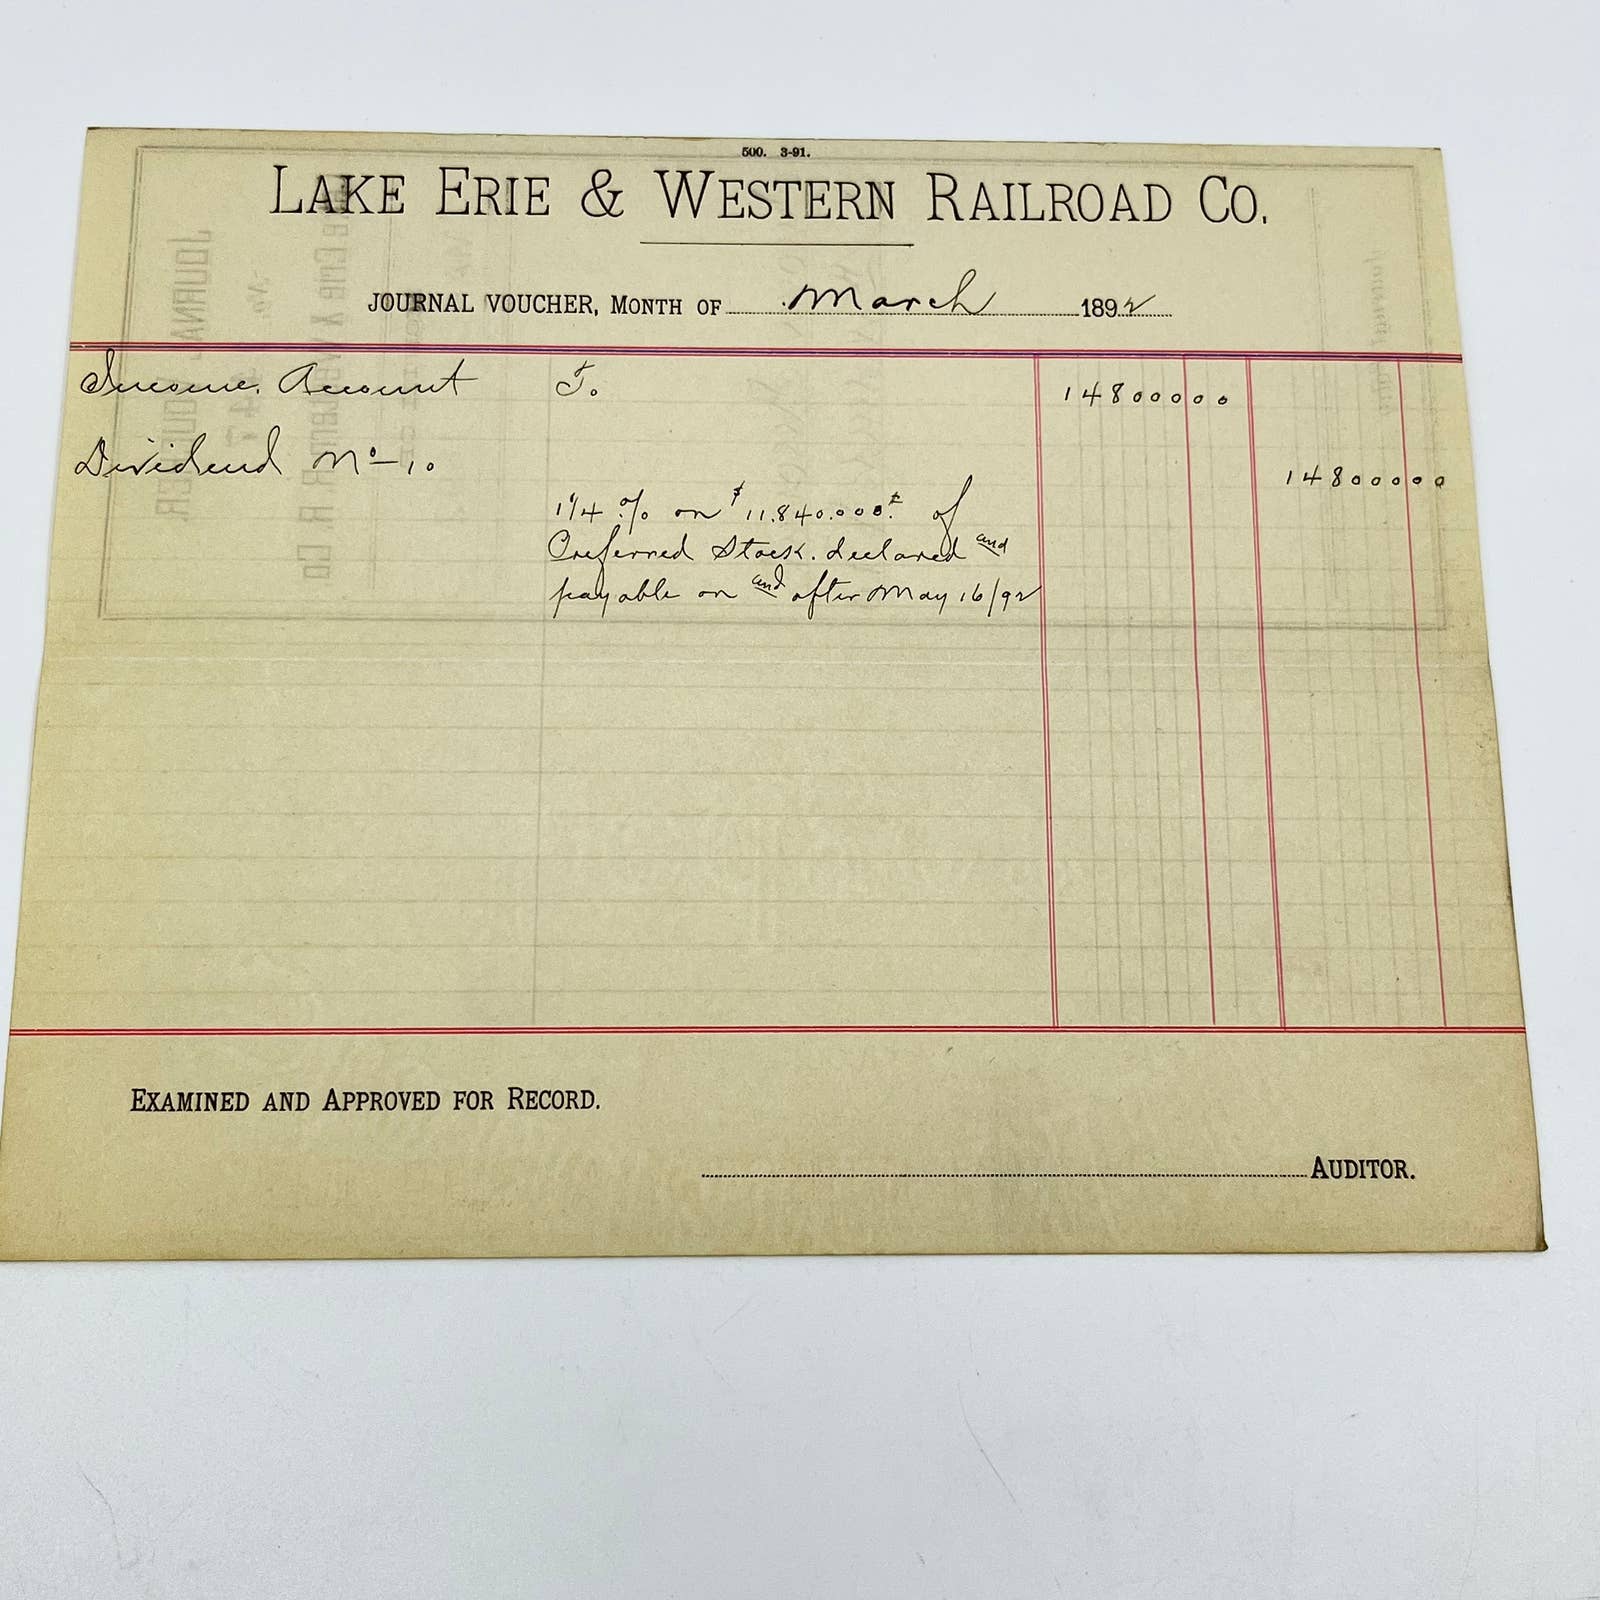 500. 3-91.
LAKE ERIE & WESTERN RAILROAD CO.
JOURNAL VOUCHER, MONTH OF March 1892
Income Account To 14800000
Dividend No 10 14800000
1 1/4 % on $11.840.000.00 of
Preferred Stock. declared and
payable on and after May 16/92
EXAMINED AND APPROVED FOR RECORD.
AUDITOR.